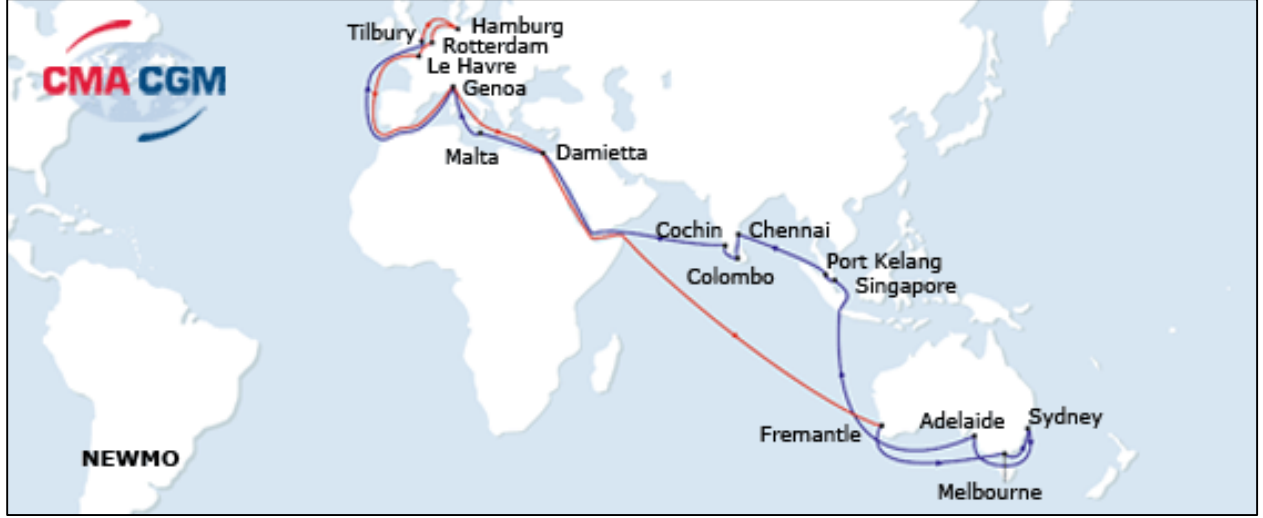 Tilbury
Hamburg
Rotterdam
Le Havre
CMA CGM
Genoa
Malta
Damietta
Cochin
Chennai
Colombo
Port Kelang
Singapore
Fremantle
Adelaide
Sydney
NEWMO
Melbourne